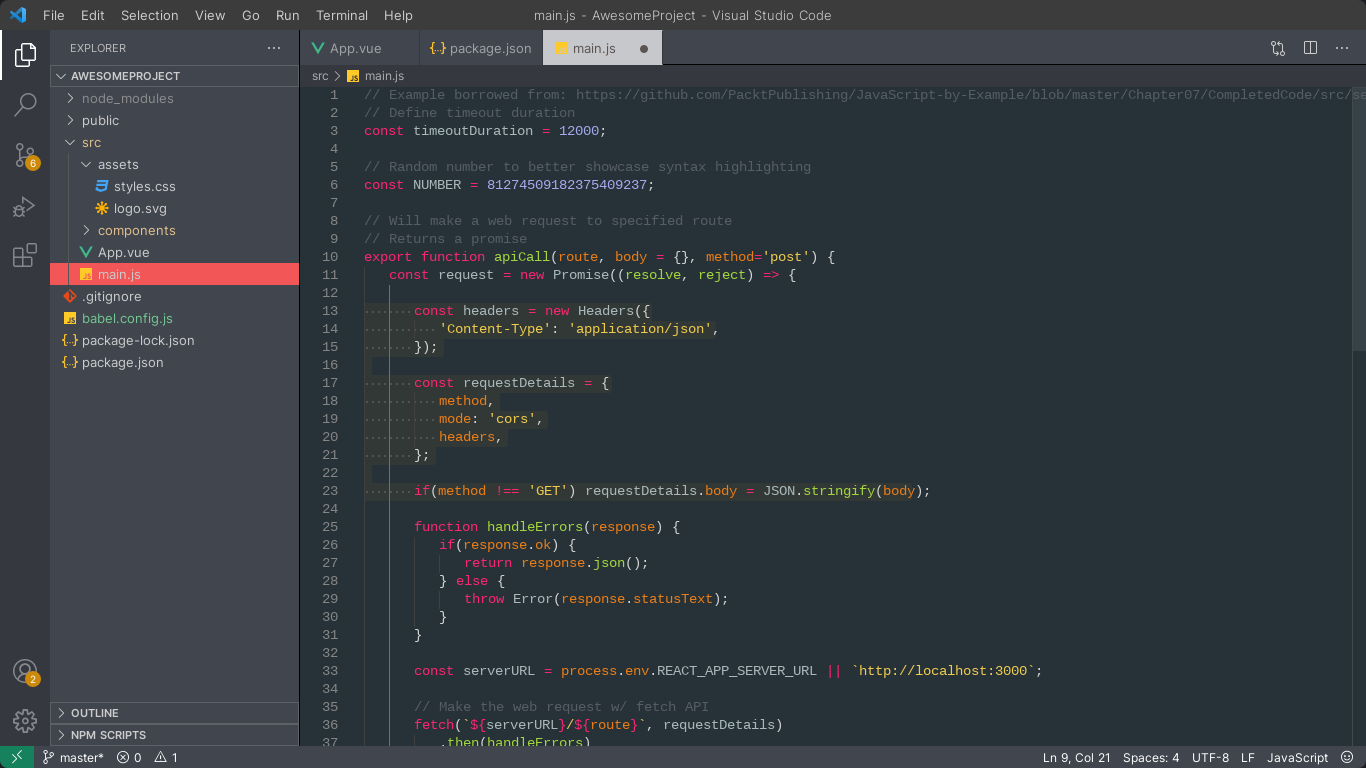 File Edit Selection View Go Run Terminal Help
main.js - AwesomeProject - Visual Studio Code
EXPLORER
AWESOMEPROJECT
node_modules
public
src
assets
styles.css
logo.svg
components
App.vue
main.js
.gitignore
babel.config.js
package-lock.json
package.json
OUTLINE
NPM SCRIPTS
6
2
App.vue {..} package.json JS main.js
src > JS main.js
1 // Example borrowed from: https://github.com/PacktPublishing/JavaScript-by-Example/blob/master/Chapter07/CompletedCode/src/se
2 // Define timeout duration
3 const timeoutDuration = 12000;
4
5 // Random number to better showcase syntax highlighting
6 const NUMBER = 81274509182375409237;
7
8 // Will make a web request to specified route
9 // Returns a promise
10 export function apiCall(route, body = {}, method='post') {
11 const request = new Promise((resolve, reject) => {
12
13 const headers = new Headers({
14 'Content-Type': 'application/json',
15 });
16
17 const requestDetails = {
18 method,
19 mode: 'cors',
20 headers,
21 };
22
23 if(method !== 'GET') requestDetails.body = JSON.stringify(body);
24
25 function handleErrors(response) {
26 if(response.ok) {
27 return response.json();
28 } else {
29 throw Error(response.statusText);
30 }
31 }
32
33 const serverURL = process.env.REACT_APP_SERVER_URL || `http://localhost:3000`;
34
35 // Make the web request w/ fetch API
36 fetch(`${serverURL}/${route}`, requestDetails)
37 .then(handleErrors)
master* 0 1 Ln 9, Col 21 Spaces: 4 UTF-8 LF JavaScript